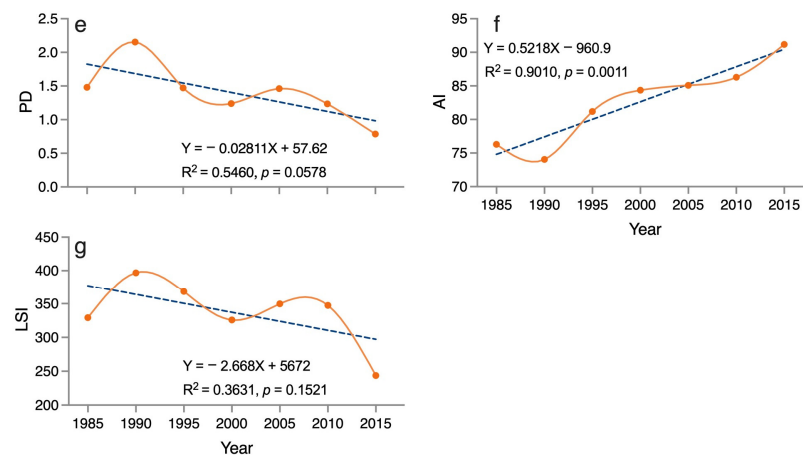 e
2.5
2.0
1.5
1.0
0.5
0.0
PD
Y = − 0.02811X + 57.62
R² = 0.5460, p = 0.0578
f
95
90
85
80
75
70
AI
Y = 0.5218X − 960.9
R² = 0.9010, p = 0.0011
1985 1990 1995 2000 2005 2010 2015
Year
g
450
400
350
300
250
200
LSI
Y = − 2.668X + 5672
R² = 0.3631, p = 0.1521
1985 1990 1995 2000 2005 2010 2015
Year